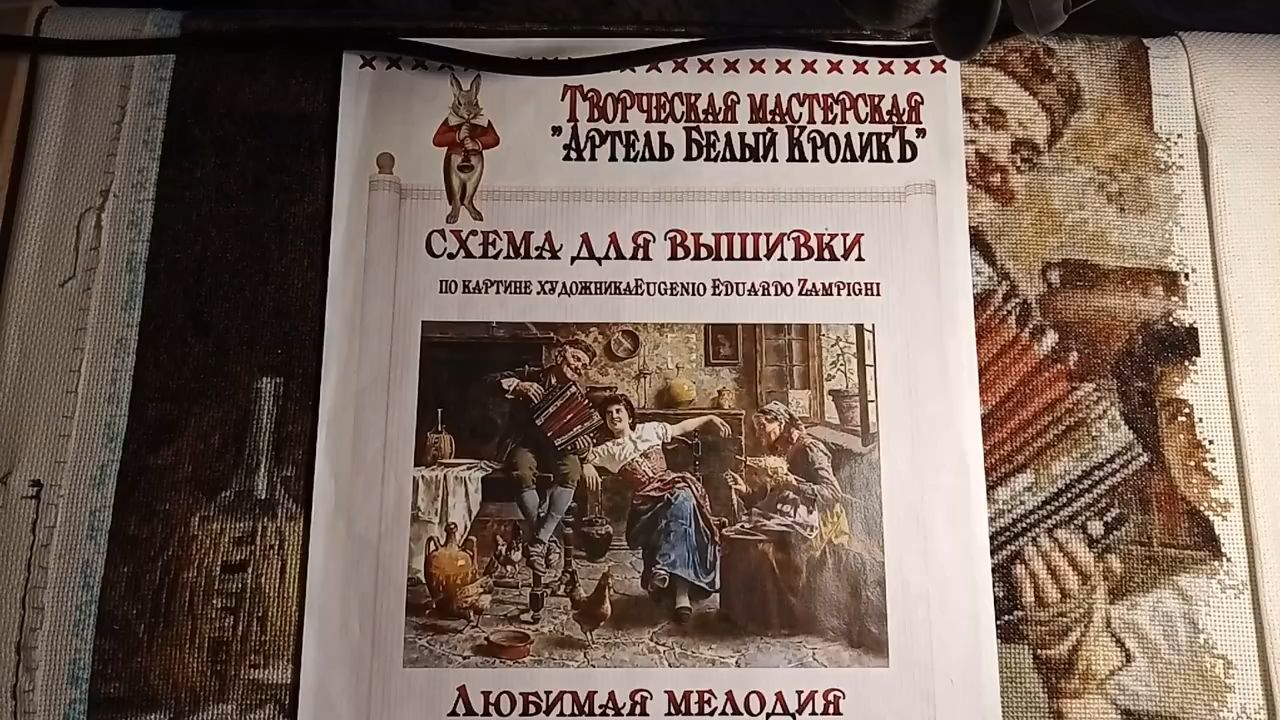 Творческая мастерская
"Артель Белый КроликЪ"
Схема для вышивки
по картине художникаEugenio Eduardo Zampighi
Любимая мелодия